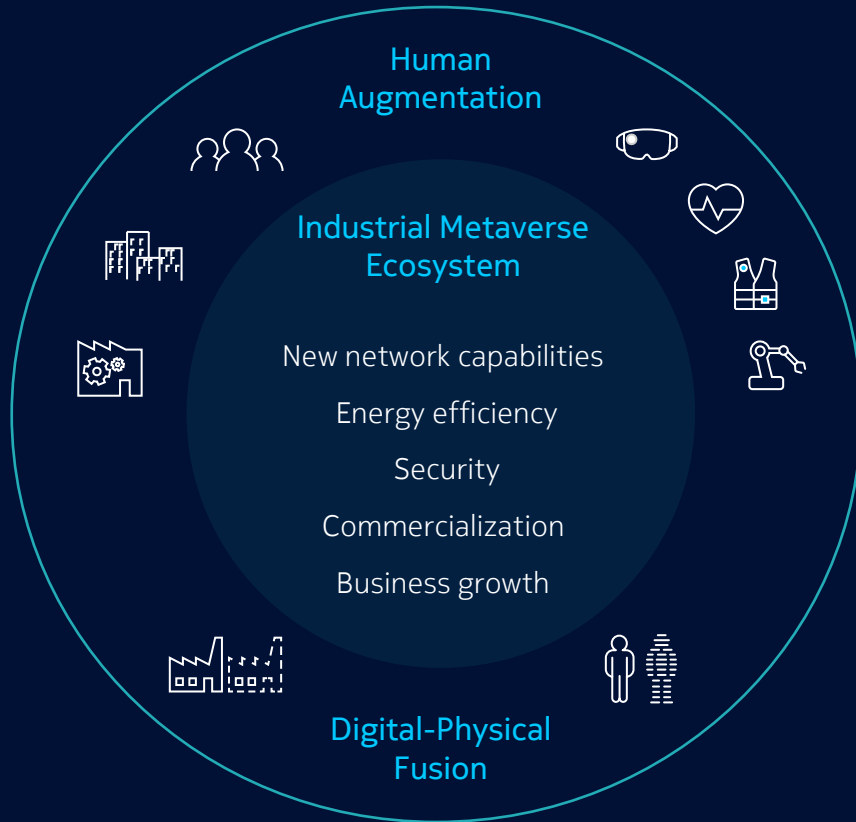 Human
Augmentation
Industrial Metaverse
Ecosystem
New network capabilities
Energy efficiency
Security
Commercialization
Business growth
Digital-Physical
Fusion